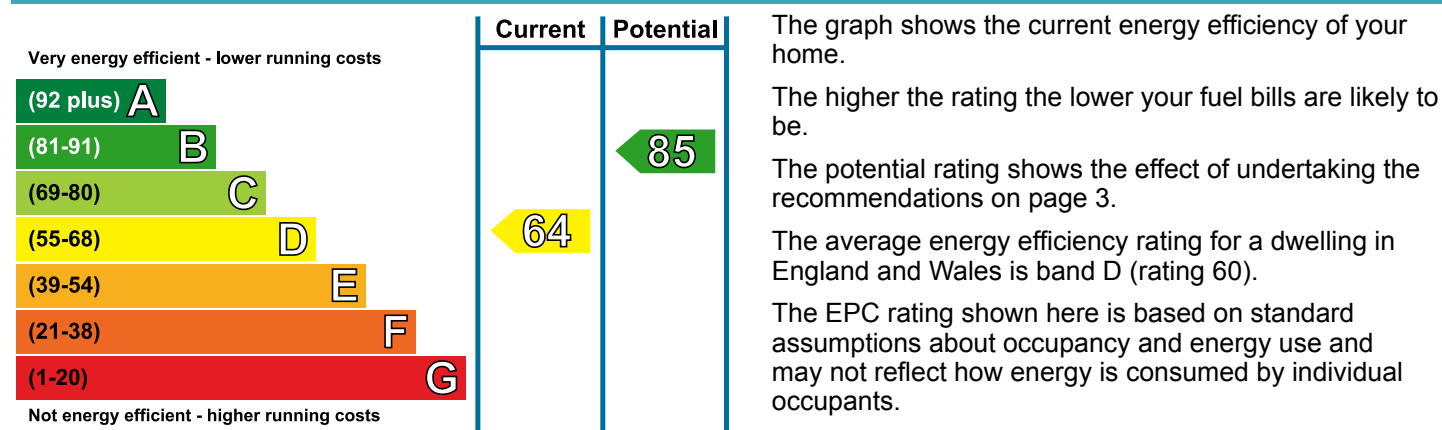 Current Potential
Very energy efficient - lower running costs
(92 plus) A
(81-91) B
(69-80) C
(55-68) D
(39-54) E
(21-38) F
(1-20) G
Not energy efficient - higher running costs
85
64
The graph shows the current energy efficiency of your
home.
The higher the rating the lower your fuel bills are likely to
be.
The potential rating shows the effect of undertaking the
recommendations on page 3.
The average energy efficiency rating for a dwelling in
England and Wales is band D (rating 60).
The EPC rating shown here is based on standard
assumptions about occupancy and energy use and
may not reflect how energy is consumed by individual
occupants.